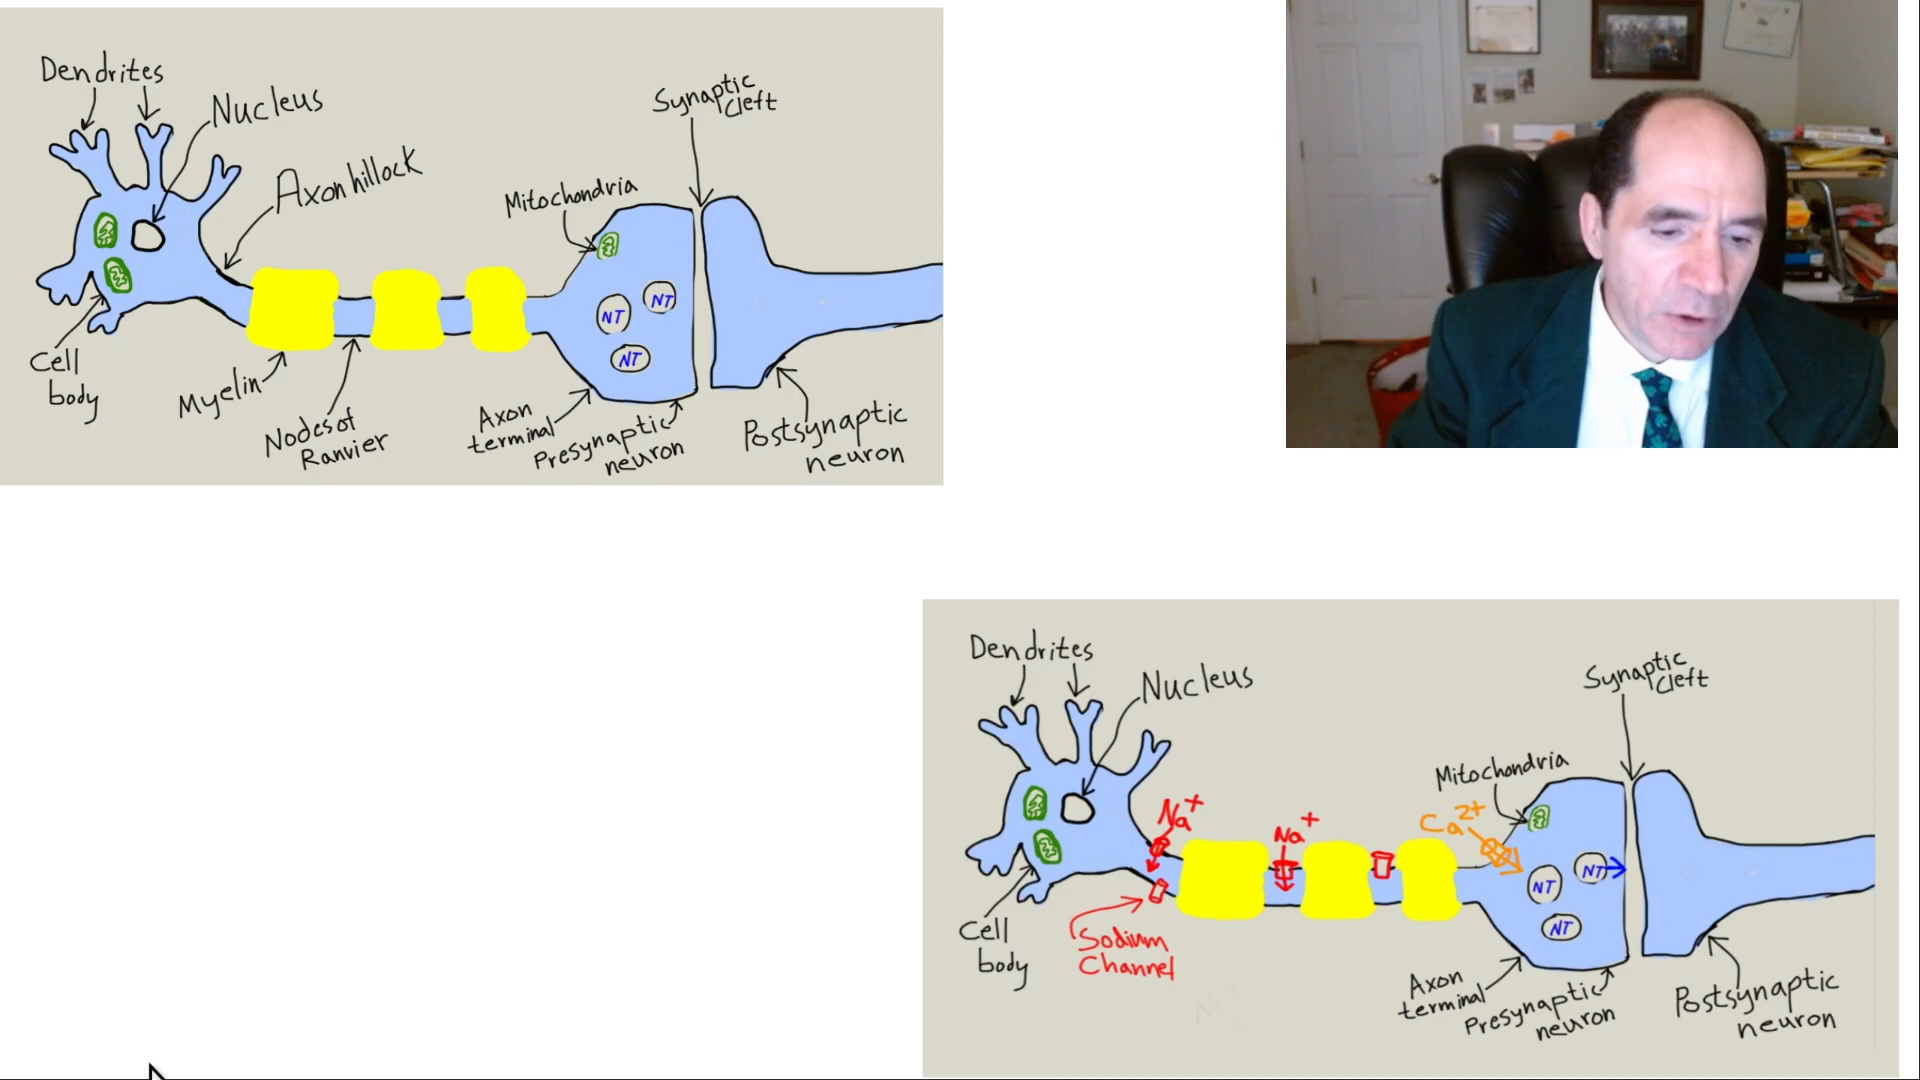 Dendrites
Nucleus
Axon hillock
Synaptic
cleft
Mitochondria
NT
NT
NT
Cell
body
Myelin
Nodes of
Ranvier
Axon
terminal
Presynaptic
neuron
Postsynaptic
neuron
Dendrites
Nucleus
Synaptic
cleft
Mitochondria
Na+
Na+
Ca2+
NT
NT
NT
Cell
body
Sodium
Channel
Axon
terminal
Presynaptic
neuron
Postsynaptic
neuron